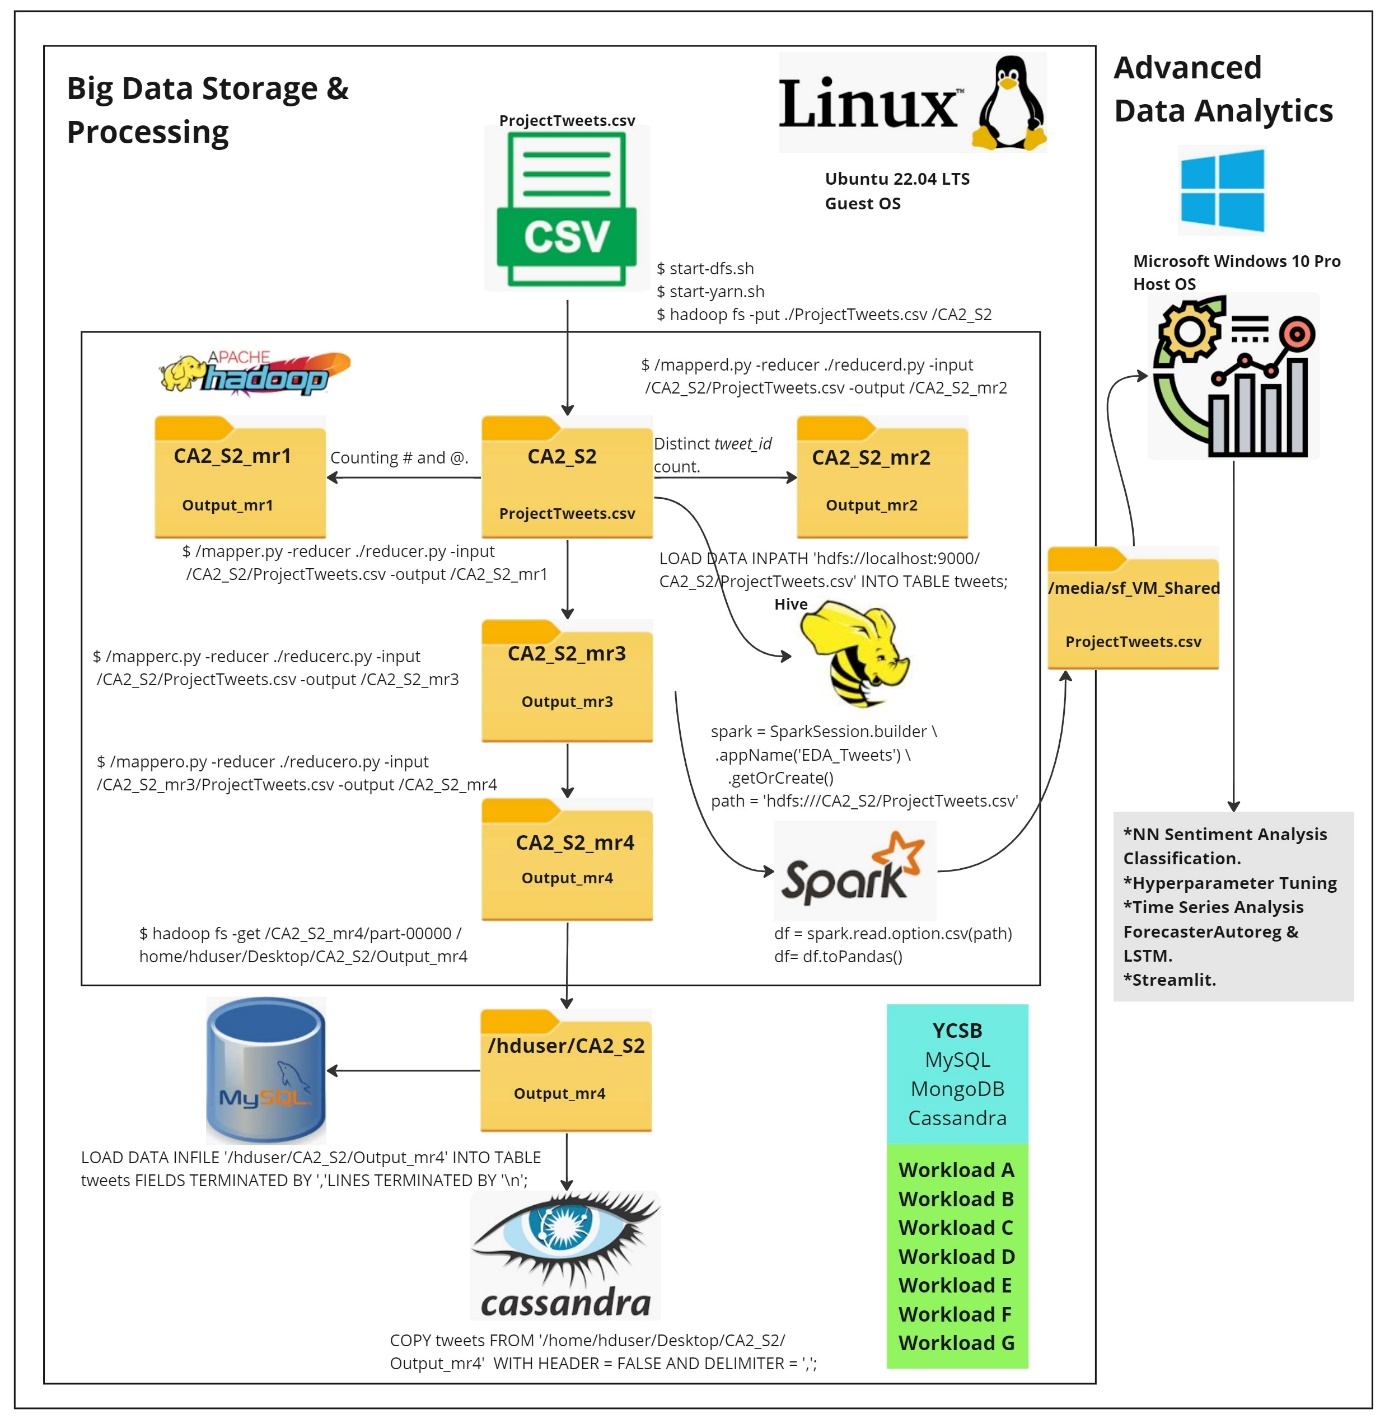 Big Data Storage &
Processing
ProjectTweets.csv
CSV
Linux™
Ubuntu 22.04 LTS
Guest OS
Advanced
Data Analytics
Microsoft Windows 10 Pro
Host OS
$ start-dfs.sh
$ start-yarn.sh
$ hadoop fs -put ./ProjectTweets.csv /CA2_S2
APACHE
hadoop
$ /mapperd.py -reducer ./reducerd.py -input
/CA2_S2/ProjectTweets.csv -output /CA2_S2_mr2
CA2_S2_mr1
Output_mr1
Counting # and @.
CA2_S2
ProjectTweets.csv
Distinct tweet_id
count.
CA2_S2_mr2
Output_mr2
$ /mapper.py -reducer ./reducer.py -input
/CA2_S2/ProjectTweets.csv -output /CA2_S2_mr1
LOAD DATA INPATH 'hdfs://localhost:9000/
CA2_S2/ProjectTweets.csv' INTO TABLE tweets;
Hive
/media/sf_VM_Shared
ProjectTweets.csv
$ /mapperc.py -reducer ./reducerc.py -input
/CA2_S2/ProjectTweets.csv -output /CA2_S2_mr3
CA2_S2_mr3
Output_mr3
spark = SparkSession.builder \
.appName('EDA_Tweets') \
.getOrCreate()
path = 'hdfs:///CA2_S2/ProjectTweets.csv'
$ /mappero.py -reducer ./reducero.py -input
/CA2_S2_mr3/ProjectTweets.csv -output /CA2_S2_mr4
CA2_S2_mr4
Output_mr4
Spark
df = spark.read.option.csv(path)
df= df.toPandas()
*NN Sentiment Analysis
Classification.
*Hyperparameter Tuning
*Time Series Analysis
ForecasterAutoreg &
LSTM.
*Streamlit.
$ hadoop fs -get /CA2_S2_mr4/part-00000 /
home/hduser/Desktop/CA2_S2/Output_mr4
/hduser/CA2_S2
Output_mr4
MySQL
LOAD DATA INFILE '/hduser/CA2_S2/Output_mr4' INTO TABLE
tweets FIELDS TERMINATED BY ','LINES TERMINATED BY '\n';
cassandra
COPY tweets FROM '/home/hduser/Desktop/CA2_S2/
Output_mr4'  WITH HEADER = FALSE AND DELIMITER = ',';
YCSB
MySQL
MongoDB
Cassandra
Workload A
Workload B
Workload C
Workload D
Workload E
Workload F
Workload G